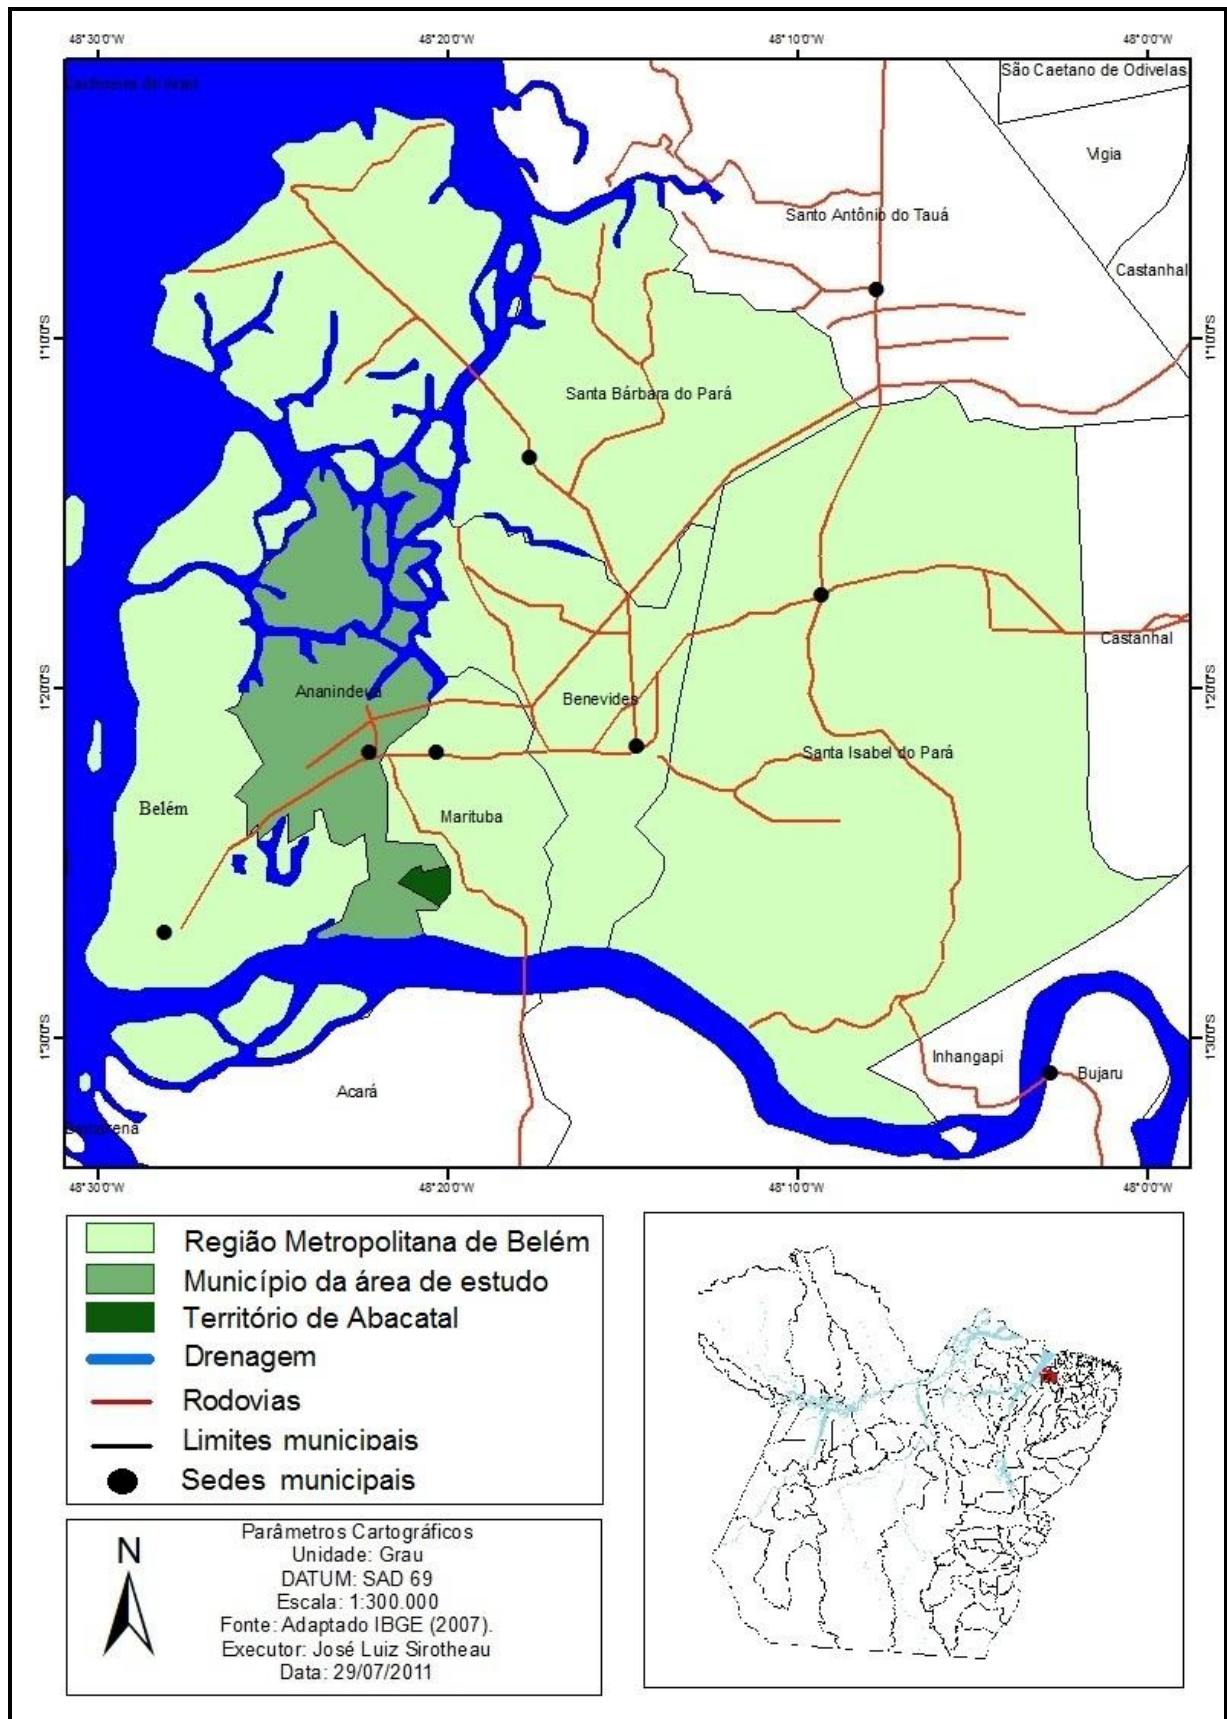 48°30'0"W 48°20'0"W 48°10'0"W 48°0'0"W
São Caetano de Odivelas
Vigia
Santo Antônio do Tauá
Castanhal
1°10'0"S 1°10'0"S
Santa Bárbara do Pará
Castanhal
1°20'0"S 1°20'0"S
Ananindeua
Benevides
Santa Isabel do Pará
Belém
Marituba
1°30'0"S 1°30'0"S
Inhangapi
Bujaru
Acará
48°30'0"W 48°20'0"W 48°10'0"W 48°0'0"W
Região Metropolitana de Belém
Município da área de estudo
Território de Abacatal
Drenagem
Rodovias
Limites municipais
Sedes municipais
N
Parâmetros Cartográficos
Unidade: Grau
DATUM: SAD 69
Escala: 1:300.000
Fonte: Adaptado IBGE (2007).
Executor: José Luiz Sirotheau
Data: 29/07/2011